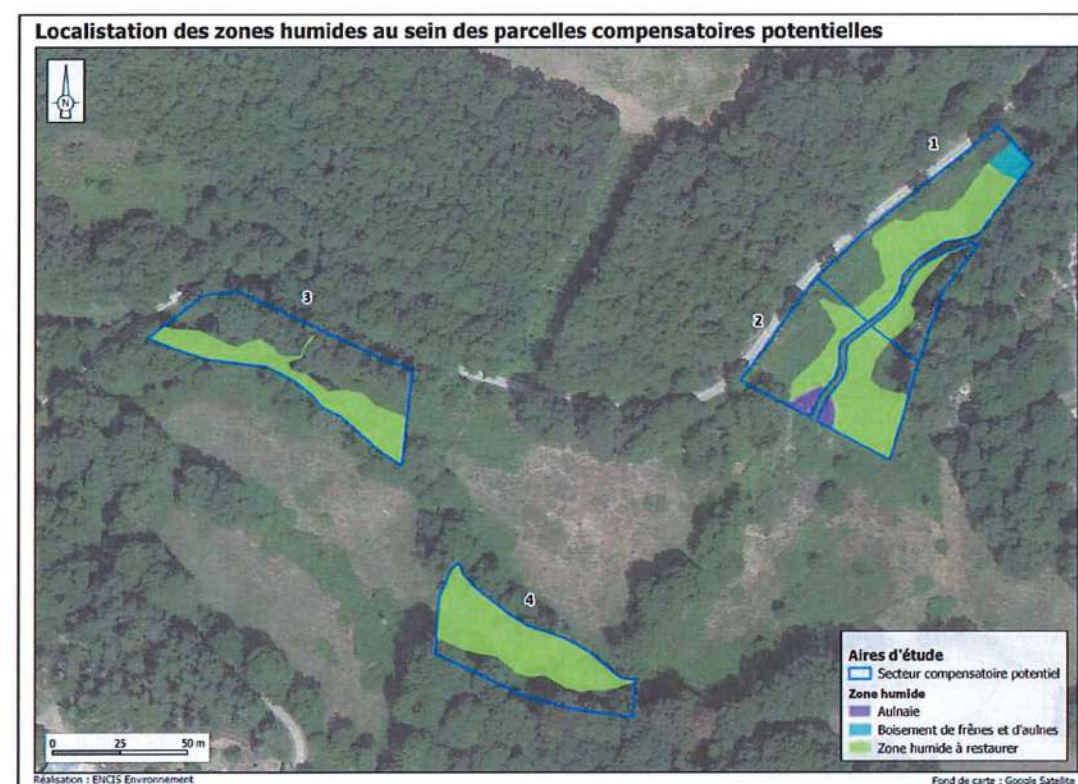 Localistation des zones humides au sein des parcelles compensatoires potentielles
N
1
2
3
4
Aires d'étude
Secteur compensatoire potentiel
Zone humide
Aulnaie
Boisement de frênes et d'aulnes
Zone humide à restaurer
0 25 50 m
Réalisation : ENCIS Environnement
Fond de carte : Google Satellite